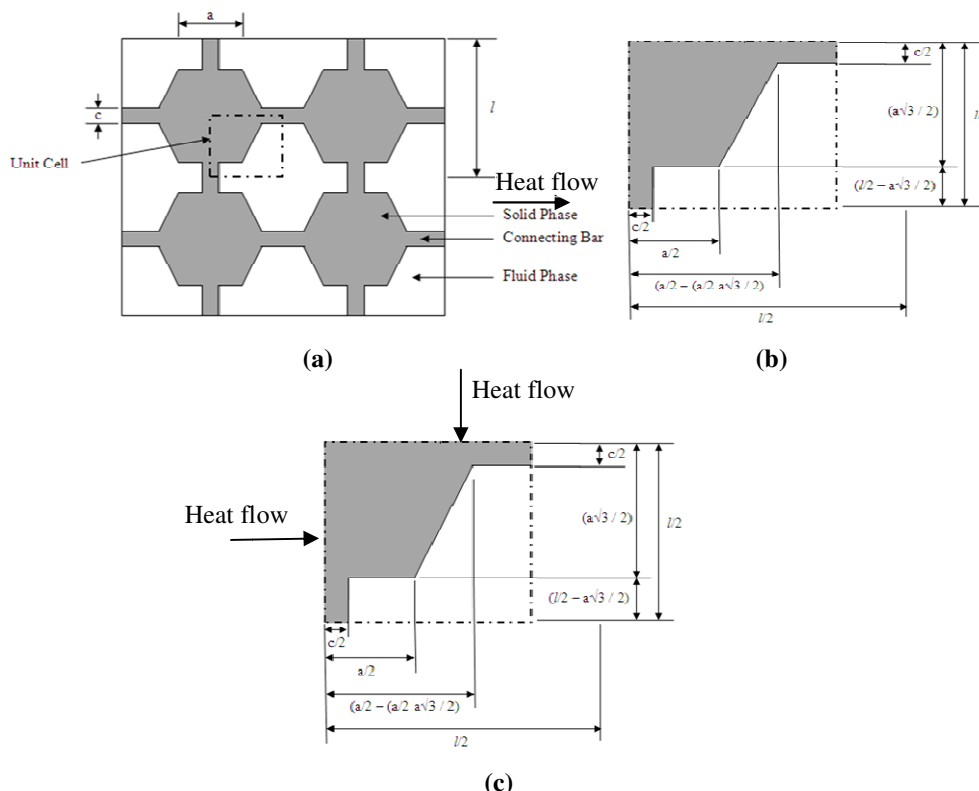 a
c
l
Unit Cell
Solid Phase
Connecting Bar
Fluid Phase
(a)
Heat flow
c/2
(a√3 / 2)
(l/2 – a√3 / 2)
c/2
a/2
(a/2 – (a/2 a√3 / 2)
l/2
(b)
Heat flow
Heat flow
c/2
(a√3 / 2)
l/2
(l/2 – a√3 / 2)
c/2
a/2
(a/2 – (a/2 a√3 / 2)
l/2
(c)